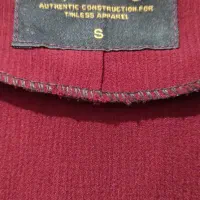 AUTHENTIC CONSTRUCTION FOR
TIMLESS APPAREL
S